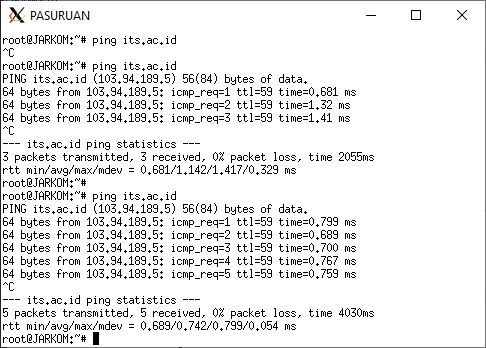 PASURUAN
root@JARKOM:~# ping its.ac.id
^C
root@JARKOM:~# ping its.ac.id
PING its.ac.id (103.94.189.5) 56(84) bytes of data.
64 bytes from 103.94.189.5: icmp_req=1 ttl=59 time=0.681 ms
64 bytes from 103.94.189.5: icmp_req=2 ttl=59 time=1.32 ms
64 bytes from 103.94.189.5: icmp_req=3 ttl=59 time=1.41 ms
^C
--- its.ac.id ping statistics ---
3 packets transmitted, 3 received, 0% packet loss, time 2055ms
rtt min/avg/max/mdev = 0.681/1.142/1.417/0.329 ms
root@JARKOM:~#
root@JARKOM:~# ping its.ac.id
PING its.ac.id (103.94.189.5) 56(84) bytes of data.
64 bytes from 103.94.189.5: icmp_req=1 ttl=59 time=0.799 ms
64 bytes from 103.94.189.5: icmp_req=2 ttl=59 time=0.689 ms
64 bytes from 103.94.189.5: icmp_req=3 ttl=59 time=0.700 ms
64 bytes from 103.94.189.5: icmp_req=4 ttl=59 time=0.767 ms
64 bytes from 103.94.189.5: icmp_req=5 ttl=59 time=0.759 ms
^C
--- its.ac.id ping statistics ---
5 packets transmitted, 5 received, 0% packet loss, time 4030ms
rtt min/avg/max/mdev = 0.689/0.742/0.799/0.054 ms
root@JARKOM:~#